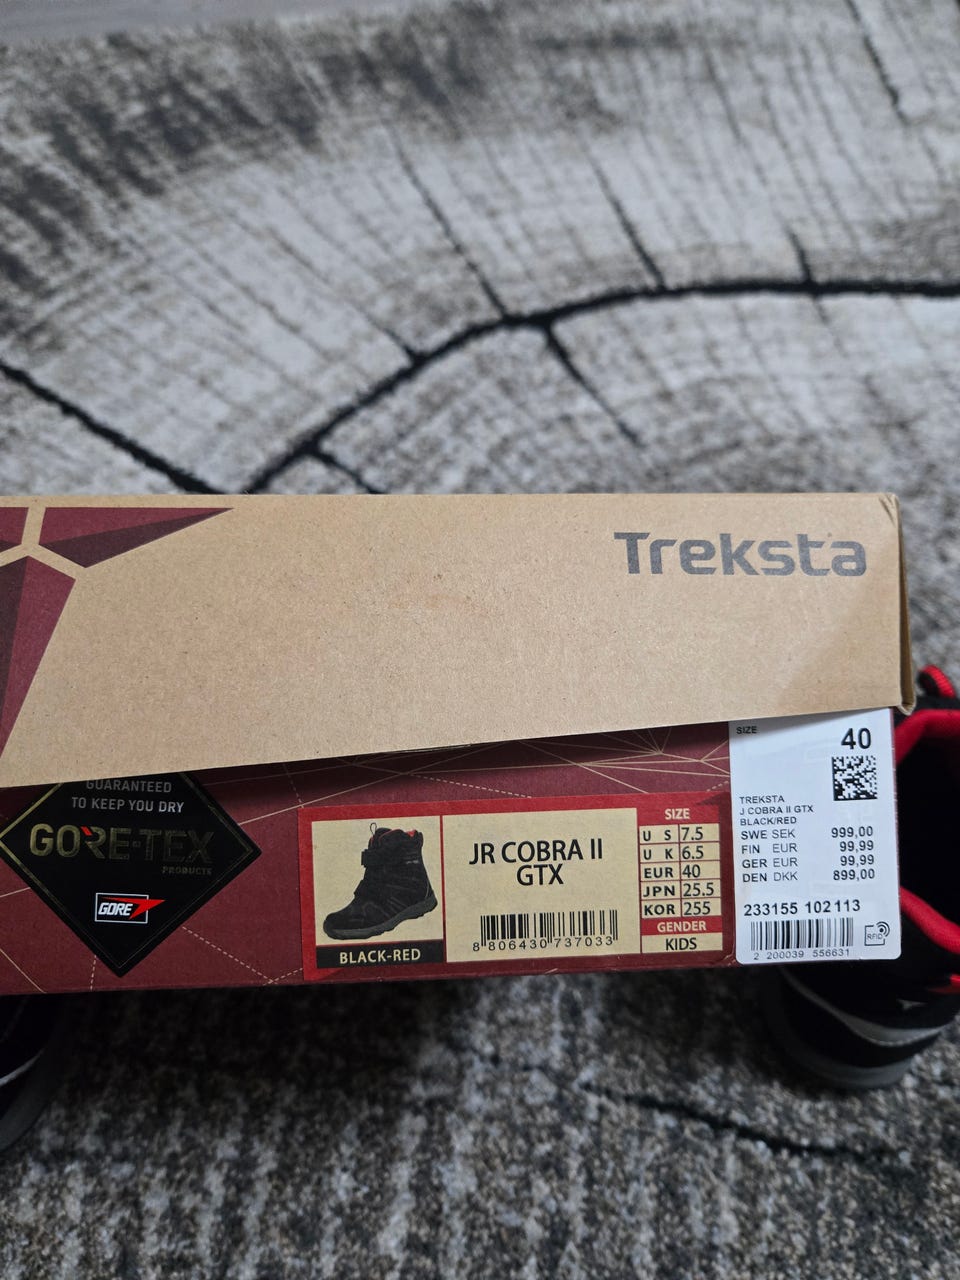 Treksta
GUARANTEED
TO KEEP YOU DRY
GORE-TEX
PRODUCTS
GORE
BLACK-RED
JR COBRA II
GTX
8 806430 737033
SIZE
U S 7.5
U K 6.5
EUR 40
JPN 25.5
KOR 255
GENDER
KIDS
SIZE
40
TREKSTA
J COBRA II GTX
BLACK/RED
SWE SEK 999,00
FIN EUR 99,99
GER EUR 99,99
DEN DKK 899,00
233155 102113
RFID
2 200039 556631